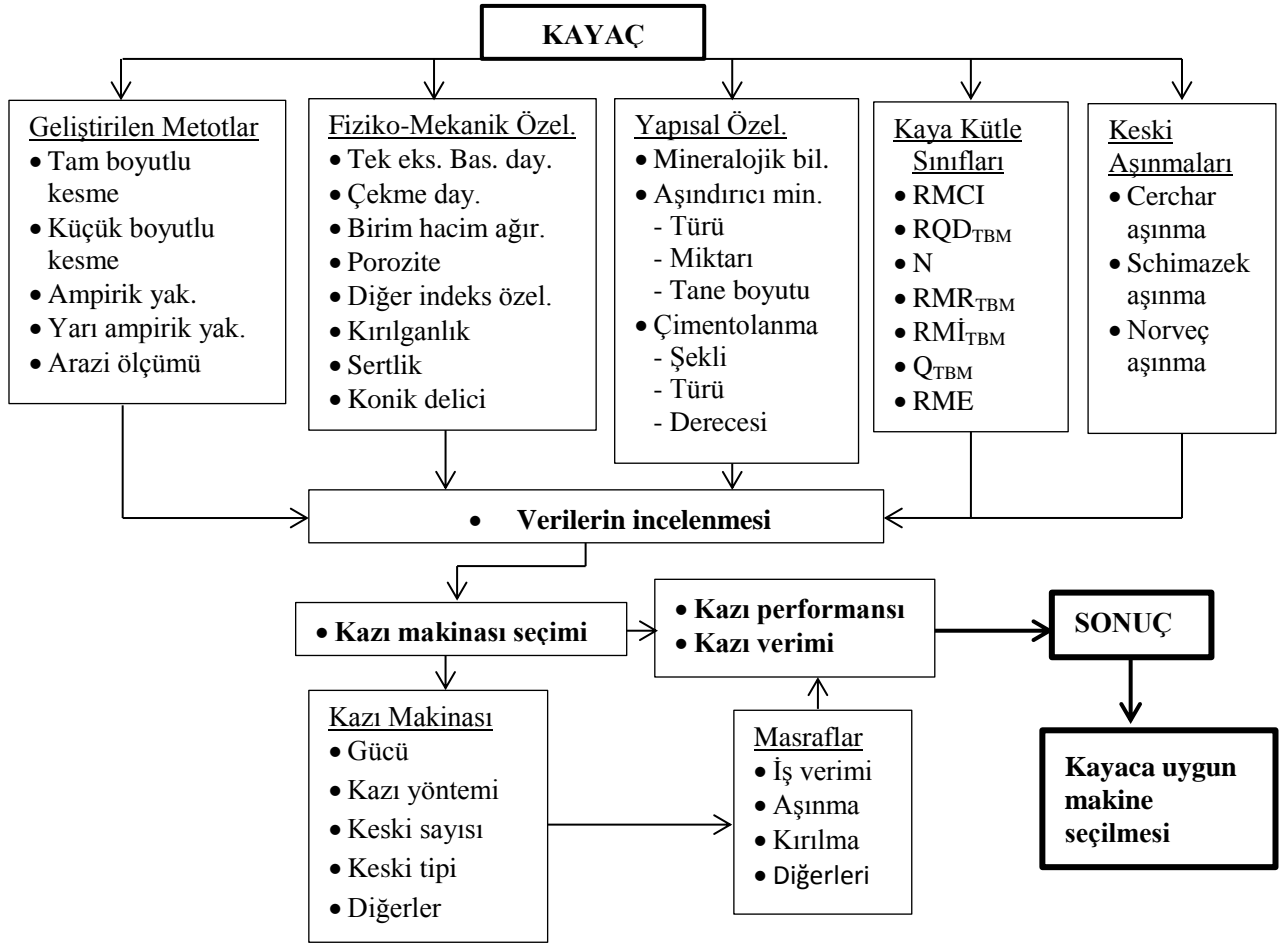 KAYAÇ
Geliştirilen Metotlar
• Tam boyutlu
kesme
• Küçük boyutlu
kesme
• Ampirik yak.
• Yarı ampirik yak.
• Arazi ölçümü
Fiziko-Mekanik Özel.
• Tek eks. Bas. day.
• Çekme day.
• Birim hacim ağır.
• Porozite
• Diğer indeks özel.
• Kırılganlık
• Sertlik
• Konik delici
Yapısal Özel.
• Mineralojik bil.
• Aşındırıcı min.
- Türü
- Miktarı
- Tane boyutu
• Çimentolanma
- Şekli
- Türü
- Derecesi
Kaya Kütle
Sınıfları
• RMCI
• RQDTBM
• N
• RMRTBM
• RMİTBM
• QTBM
• RME
Keski
Aşınmaları
• Cerchar
aşınma
• Schimazek
aşınma
• Norveç
aşınma
• Verilerin incelenmesi
• Kazı makinası seçimi
• Kazı performansı
• Kazı verimi
SONUÇ
Kazı Makinası
• Gücü
• Kazı yöntemi
• Keski sayısı
• Keski tipi
• Diğerler
Masraflar
• İş verimi
• Aşınma
• Kırılma
• Diğerleri
Kayaca uygun
makine
seçilmesi